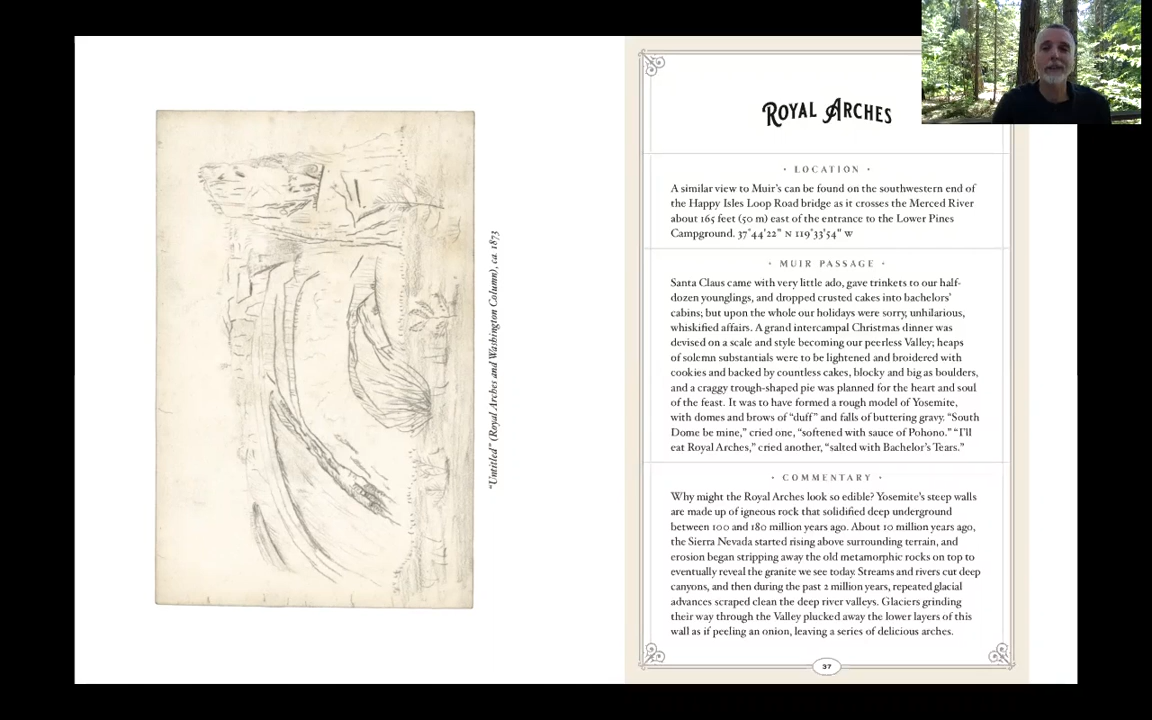 "Untitled" (Royal Arches and Washington Column), ca. 1873
ROYAL ARCHES
• LOCATION •
A similar view to Muir's can be found on the southwestern end of
the Happy Isles Loop Road bridge as it crosses the Merced River
about 165 feet (50 m) east of the entrance to the Lower Pines
Campground. 37°44'22" N 119°33'54" W
• MUIR PASSAGE •
Santa Claus came with very little ado, gave trinkets to our half-
dozen younglings, and dropped crusted cakes into bachelors'
cabins; but upon the whole our holidays were sorry, unhilarious,
whiskified affairs. A grand intercampal Christmas dinner was
devised on a scale and style becoming our peerless Valley; heaps
of solemn substantials were to be lightened and broidered with
cookies and backed by countless cakes, blocky and big as boulders,
and a craggy trough-shaped pie was planned for the heart and soul
of the feast. It was to have formed a rough model of Yosemite,
with domes and brows of "duff" and falls of buttering gravy. "South
Dome be mine," cried one, "softened with sauce of Pohono." "I'll
eat Royal Arches," cried another, "salted with Bachelor's Tears."
• COMMENTARY •
Why might the Royal Arches look so edible? Yosemite's steep walls
are made up of igneous rock that solidified deep underground
between 100 and 180 million years ago. About 10 million years ago,
the Sierra Nevada started rising above surrounding terrain, and
erosion began stripping away the old metamorphic rocks on top to
eventually reveal the granite we see today. Streams and rivers cut deep
canyons, and then during the past 2 million years, repeated glacial
advances scraped clean the deep river valleys. Glaciers grinding
their way through the Valley plucked away the lower layers of this
wall as if peeling an onion, leaving a series of delicious arches.
37